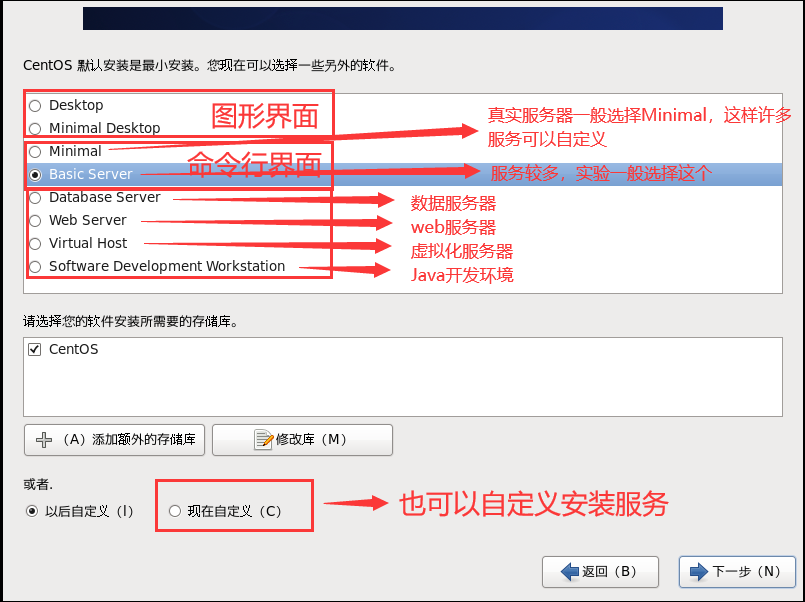 CentOS 默认安装是最小安装。您现在可以选择一些另外的软件。
Desktop
图形界面
Minimal Desktop
真实服务器一般选择Minimal，这样许多
服务可以自定义
Minimal
命令行界面
Basic Server
服务较多，实验一般选择这个
Database Server
数据服务器
Web Server
web服务器
Virtual Host
虚拟化服务器
Software Development Workstation
Java开发环境
请选择您的软件安装所需要的存储库。
CentOS
（A）添加额外的存储库
修改库（M）
或者.
以后自定义（l）
现在自定义（C）
也可以自定义安装服务
返回（B）
下一步（N）